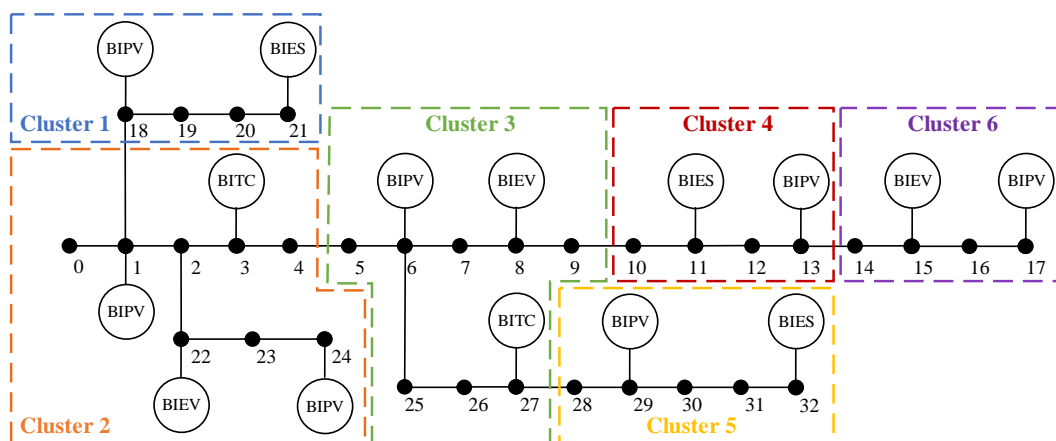 BIPV BIES
Cluster 1 18 19 20 21
Cluster 3 Cluster 4 Cluster 6
BITC BIPV BIEV BIES BIPV BIEV BIPV
0 1 2 3 4 5 6 7 8 9 10 11 12 13 14 15 16 17
BIPV BITC BIPV BIES
22 23 24
BIEV BIPV 25 26 27 28 29 30 31 32
Cluster 2 Cluster 5